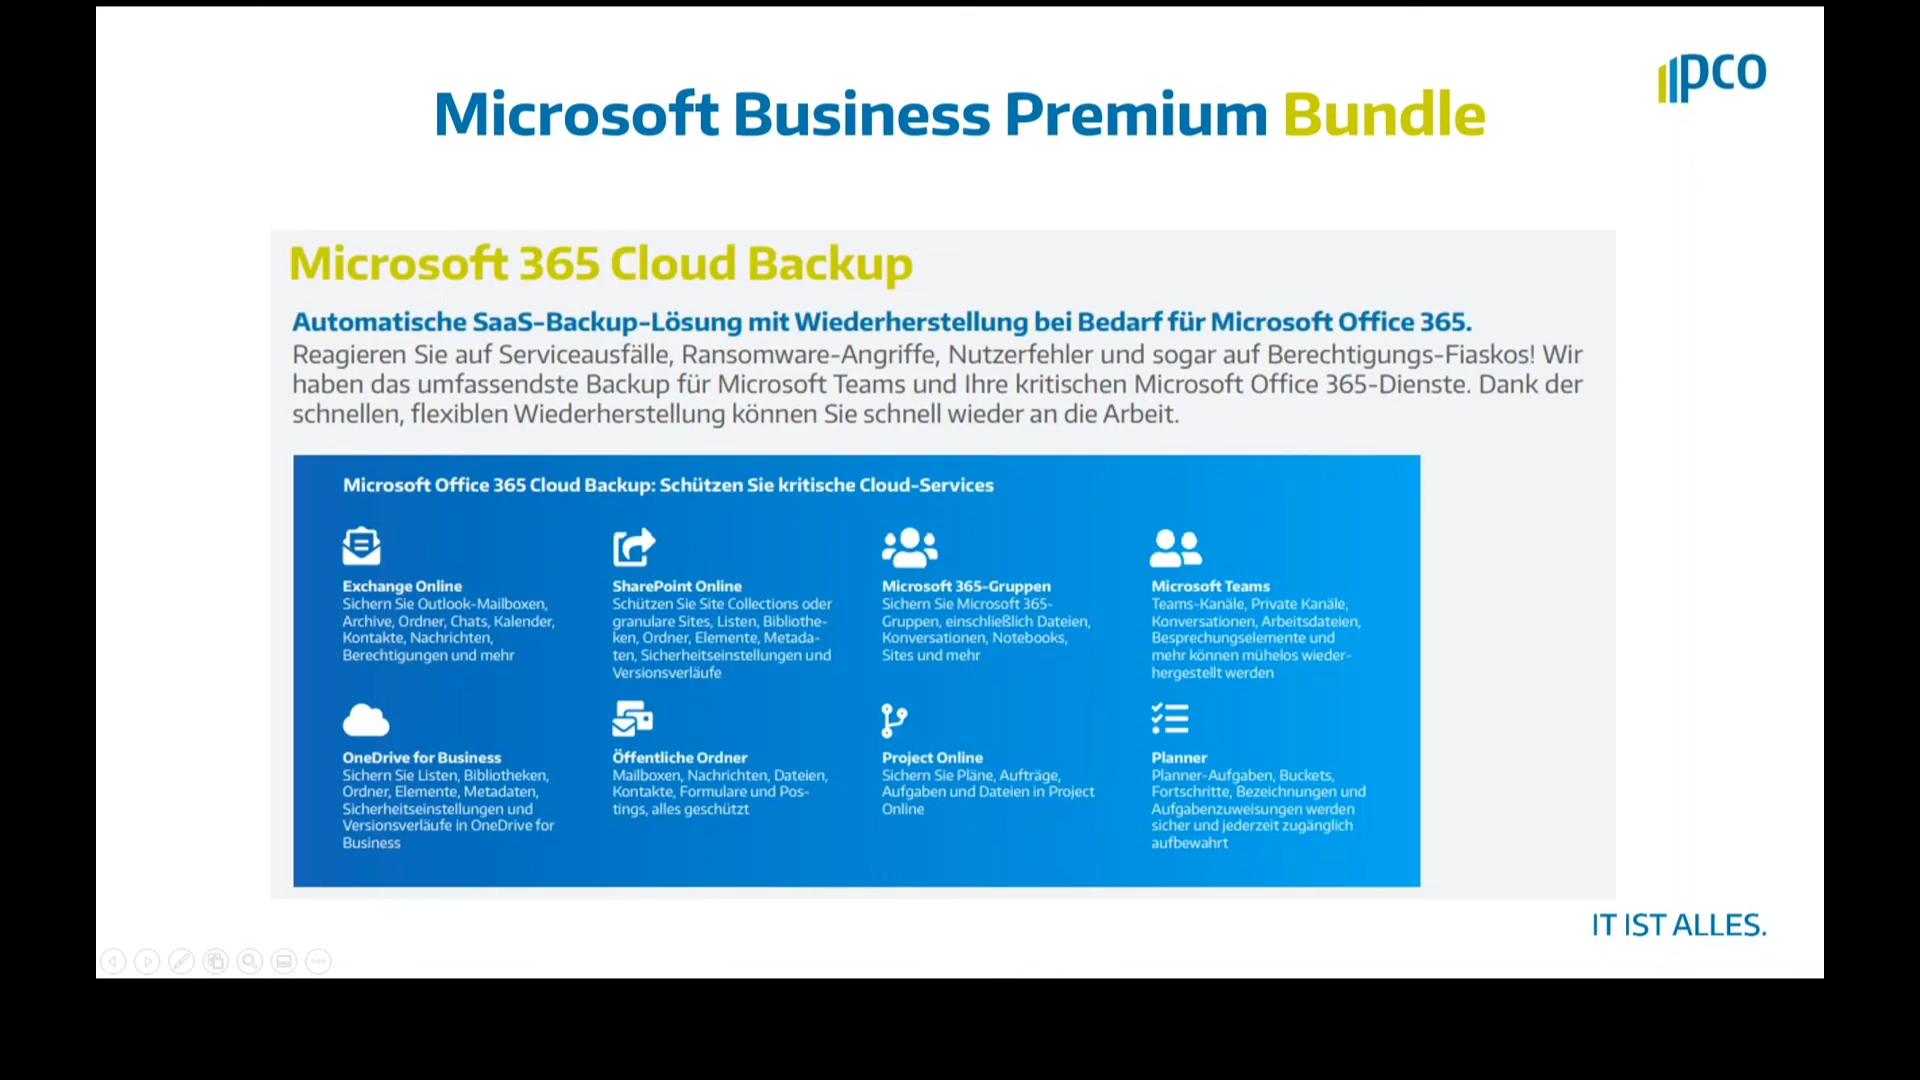 pco
Microsoft Business Premium Bundle
Microsoft 365 Cloud Backup
Automatische SaaS-Backup-Lösung mit Wiederherstellung bei Bedarf für Microsoft Office 365.
Reagieren Sie auf Serviceausfälle, Ransomware-Angriffe, Nutzerfehler und sogar auf Berechtigungs-Fiaskos! Wir
haben das umfassendste Backup für Microsoft Teams und Ihre kritischen Microsoft Office 365-Dienste. Dank der
schnellen, flexiblen Wiederherstellung können Sie schnell wieder an die Arbeit.
Microsoft Office 365 Cloud Backup: Schützen Sie kritische Cloud-Services
Exchange Online
Sichern Sie Outlook-Mailboxen,
Archive, Ordner, Chats, Kalender,
Kontakte, Nachrichten,
Berechtigungen und mehr
SharePoint Online
Schützen Sie Site Collections oder
granulare Sites, Listen, Bibliothe-
ken, Ordner, Elemente, Metada-
ten, Sicherheitseinstellungen und
Versionsverläufe
Microsoft 365-Gruppen
Sichern Sie Microsoft 365-
Gruppen, einschließlich Dateien,
Konversationen, Notebooks,
Sites und mehr
Microsoft Teams
Teams-Kanäle, Private Kanäle,
Konversationen, Arbeitsdateien,
Besprechungselemente und
mehr können mühelos wieder-
hergestellt werden
OneDrive for Business
Sichern Sie Listen, Bibliotheken,
Ordner, Elemente, Metadaten,
Sicherheitseinstellungen und
Versionsverläufe in OneDrive for
Business
Öffentliche Ordner
Mailboxen, Nachrichten, Dateien,
Kontakte, Formulare und Pos-
tings, alles geschützt
Project Online
Sichern Sie Pläne, Aufträge,
Aufgaben und Dateien in Project
Online
Planner
Planner-Aufgaben, Buckets,
Fortschritte, Bezeichnungen und
Aufgabenzuweisungen werden
sicher und jederzeit zugänglich
aufbewahrt
IT IST ALLES.